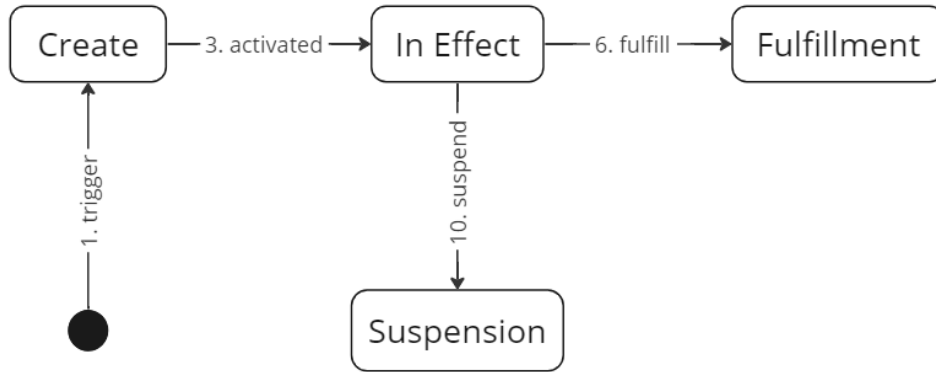 Create
3. activated
In Effect
6. fulfill
Fulfillment
1. trigger
10. suspend
Suspension